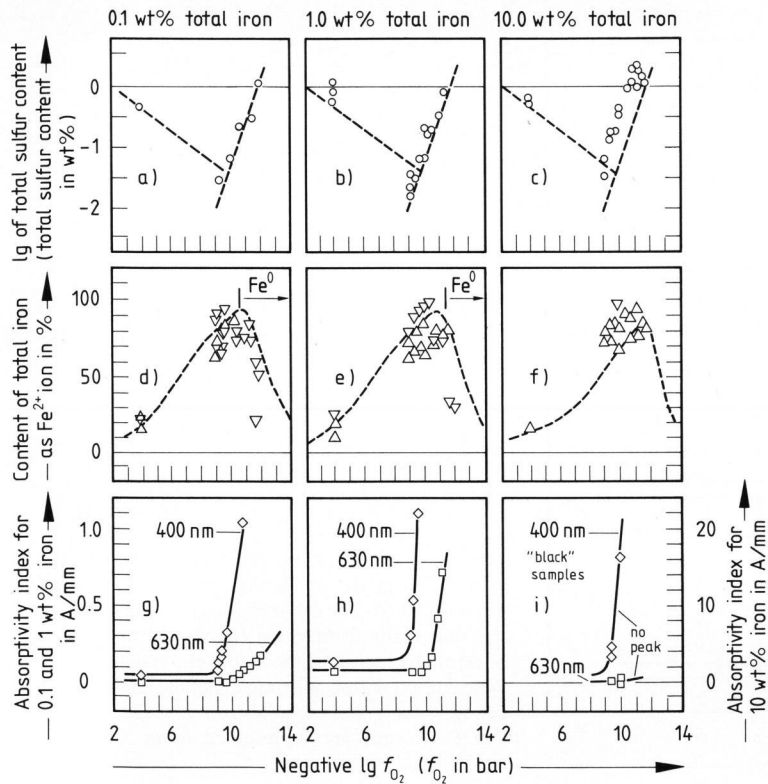 0.1 wt% total iron
1.0 wt% total iron
10.0 wt% total iron
lg of total sulfur content
(total sulfur content
in wt%)
0
-1
-2
a)
b)
c)
Content of total iron
as Fe²⁺ ion in %
100
50
0
Fe⁰
Fe⁰
d)
e)
f)
Absorptivity index for
0.1 and 1 wt% iron
in A/mm
1.0
0.5
0
400 nm
g)
630 nm
400 nm
630 nm
h)
400 nm
"black"
samples
i)
no
peak
630 nm
20
10
0
Absorptivity index for
10 wt% iron in A/mm
2 6 10 14
2 6 10 14
2 6 10 14
Negative lg f_O₂ (f_O₂ in bar)